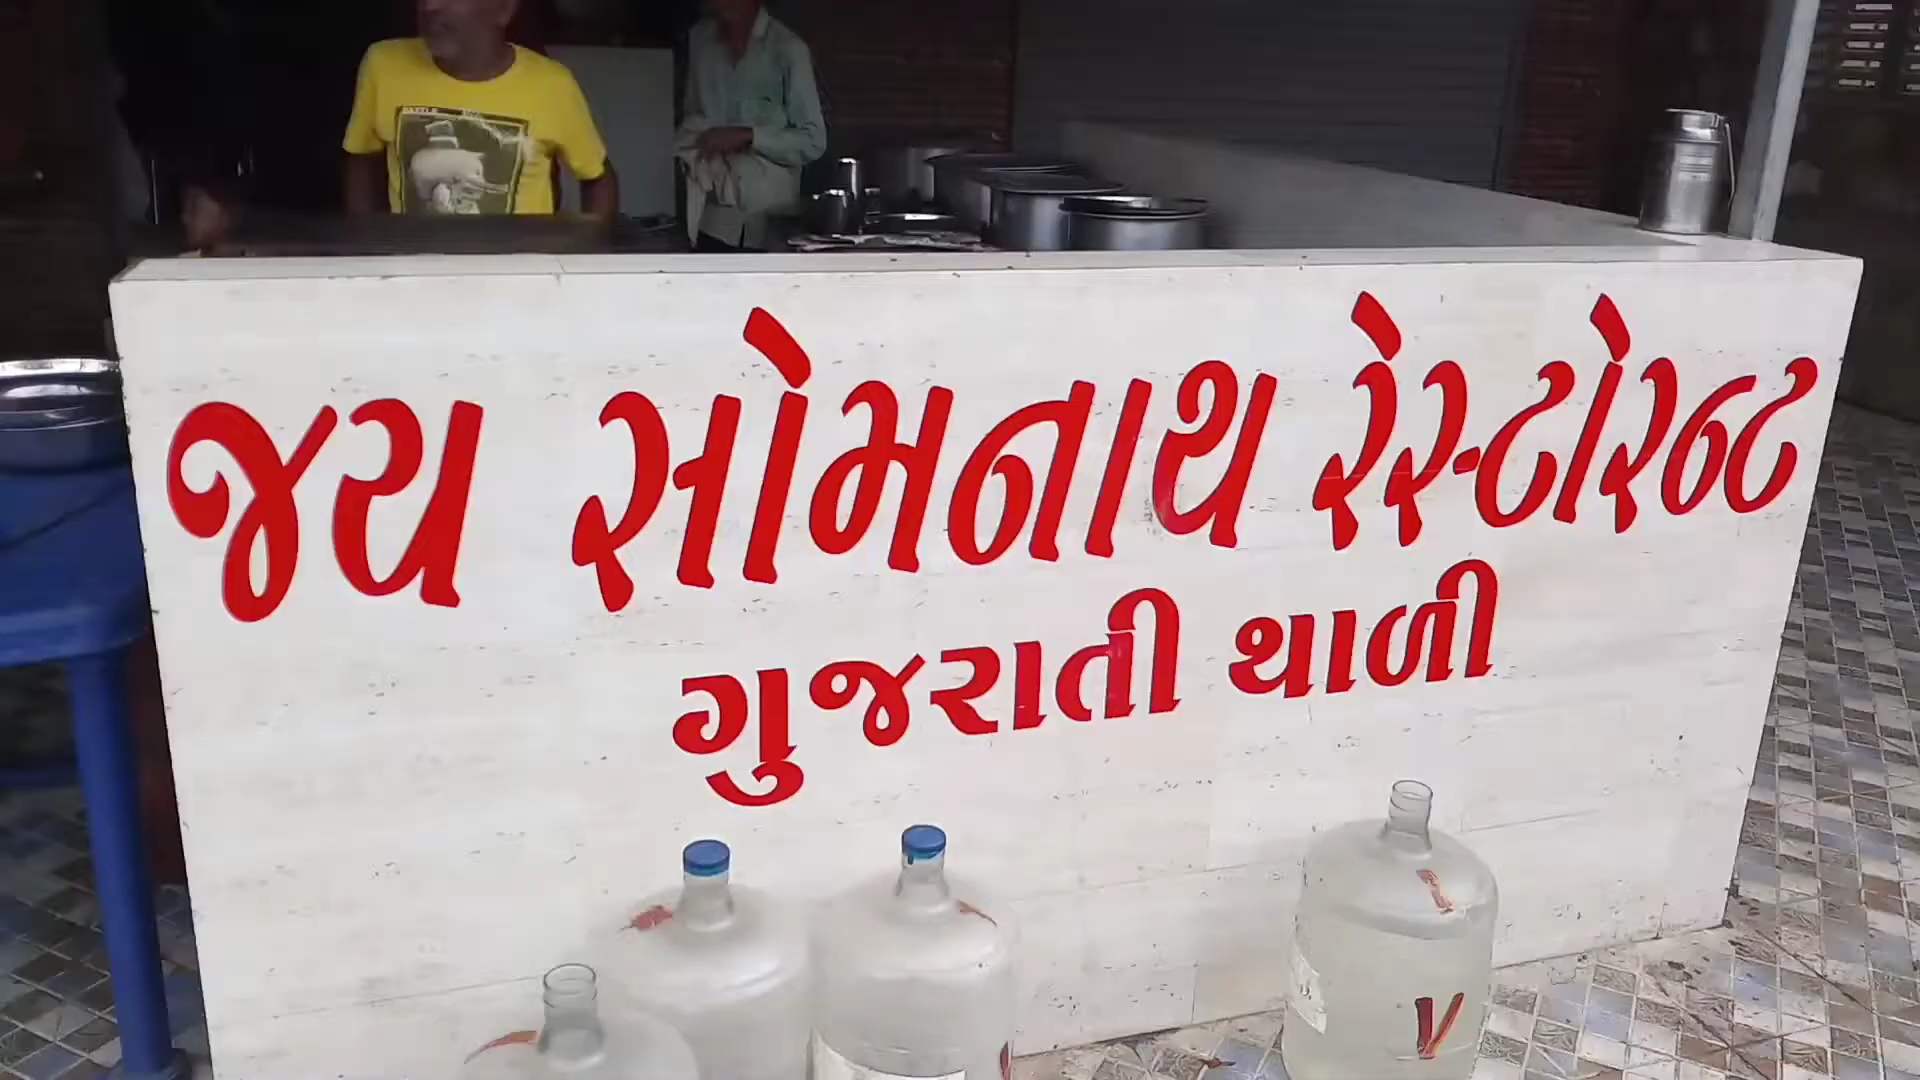 જય સોમનાથ રેસ્ટોરન્ટ
ગુજરાતી થાળી
V